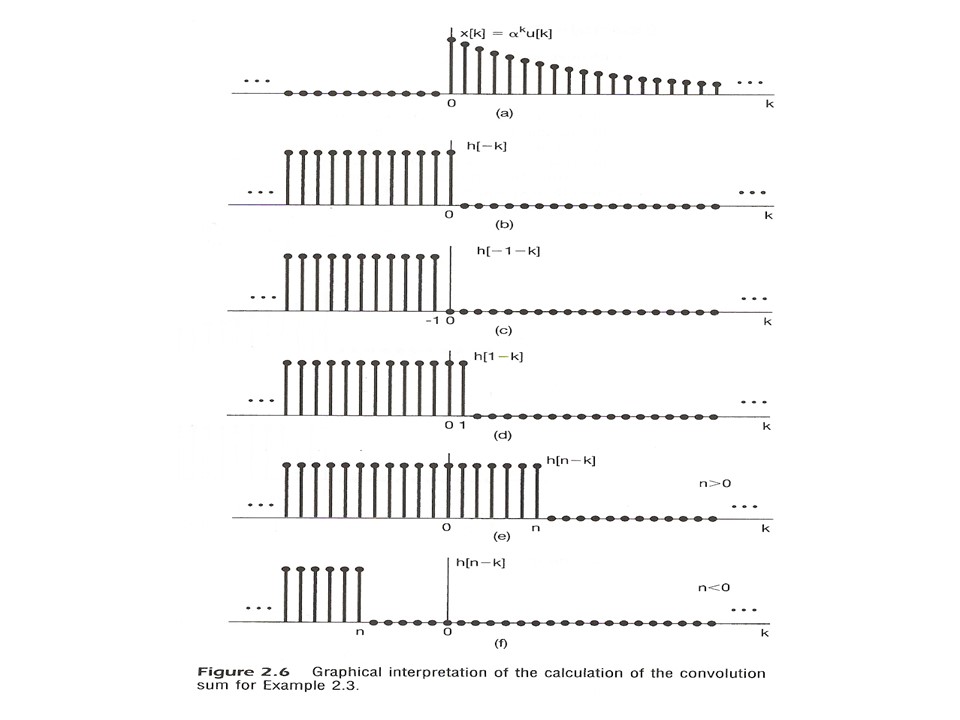 x[k] = αᵏu[k]
...
...
0
k
(a)
h[−k]
...
...
0
k
(b)
h[−1−k]
...
...
-1 0
k
(c)
h[1−k]
...
...
0 1
k
(d)
h[n−k]
n>0
...
...
0
n
k
(e)
h[n−k]
n<0
...
...
n
0
k
(f)
Figure 2.6 Graphical interpretation of the calculation of the convolution
sum for Example 2.3.